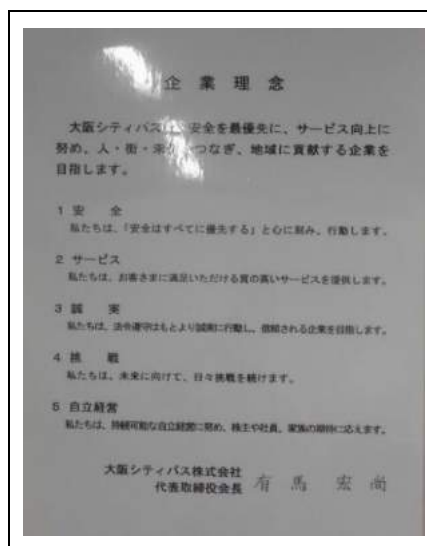 企業理念
大阪シティバスは、安全を最優先に、サービス向上に
努め、人・街・未来をつなぎ、地域に貢献する企業を
目指します。
1 安 全
私たちは、「安全はすべてに優先する」と心に刻み、行動します。
2 サービス
私たちは、お客さまに満足いただける質の高いサービスを提供します。
3 誠 実
私たちは、法令遵守はもとより誠実に行動し、信頼される企業を目指します。
4 挑 戦
私たちは、未来に向けて、日々挑戦を続けます。
5 自立経営
私たちは、持続可能な自立経営に努め、株主や社員、家族の期待に応えます。
大阪シティバス株式会社
代表取締役会長 有馬 宏尚